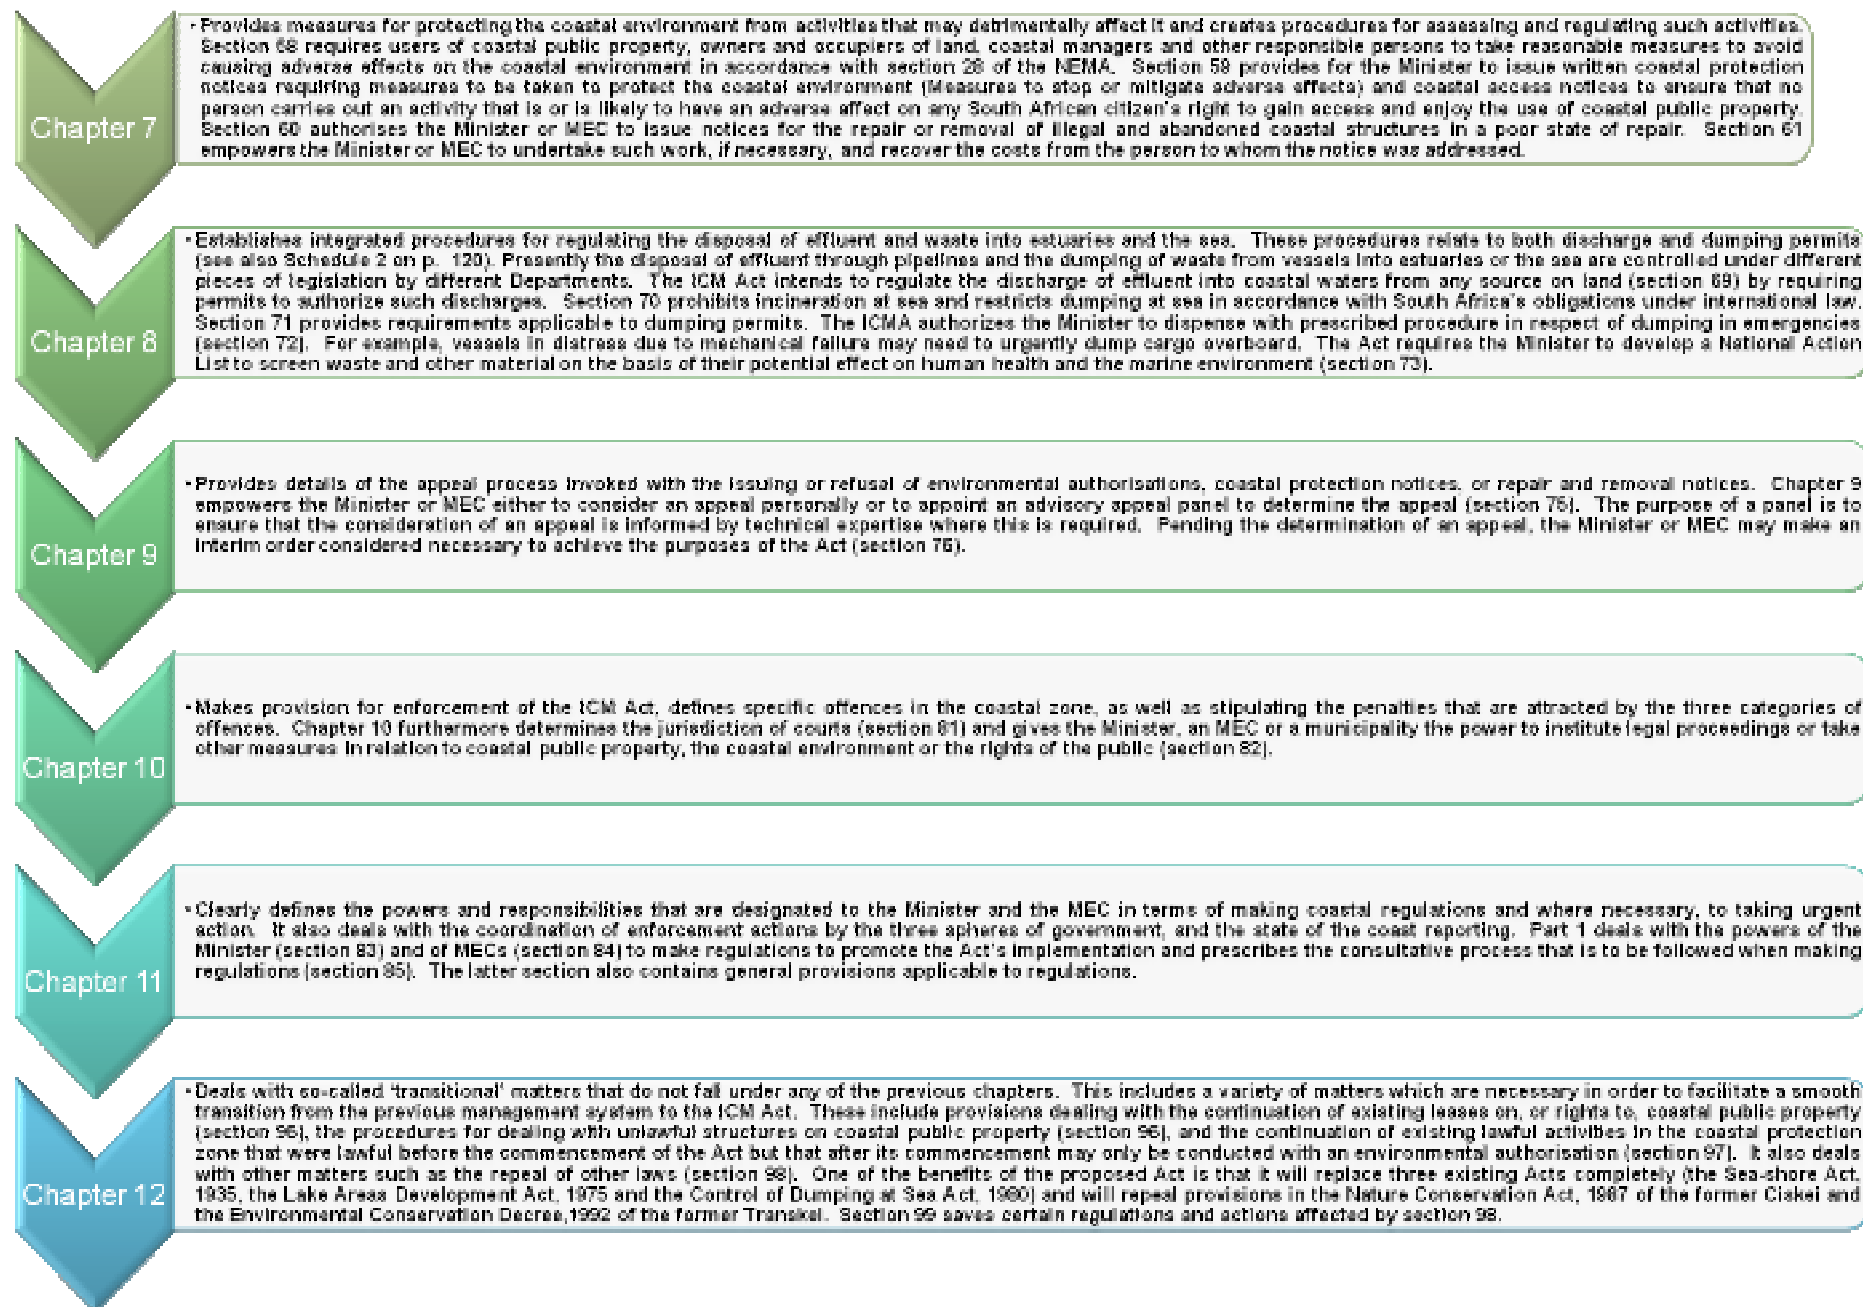 Chapter 7
• Provides measures for protecting the coastal environment from activities that may detrimentally affect it and creates procedures for assessing and regulating such activities.
Section 58 requires users of coastal public property, owners and occupiers of land, coastal managers and other responsible persons to take reasonable measures to avoid
causing adverse effects on the coastal environment in accordance with section 28 of the NEMA. Section 59 provides for the Minister to issue written coastal protection
notices requiring measures to be taken to protect the coastal environment (Measures to stop or mitigate adverse effects) and coastal access notices to ensure that no
person carries out an activity that is or is likely to have an adverse affect on any South African citizen's right to gain access and enjoy the use of coastal public property.
Section 60 authorises the Minister or MEC to issue notices for the repair or removal of illegal and abandoned coastal structures in a poor state of repair. Section 61
empowers the Minister or MEC to undertake such work, if necessary, and recover the costs from the person to whom the notice was addressed.
Chapter 8
• Establishes integrated procedures for regulating the disposal of effluent and waste into estuaries and the sea. These procedures relate to both discharge and dumping permits
(see also Schedule 2 on p. 120). Presently the disposal of effluent through pipelines and the dumping of waste from vessels into estuaries or the sea are controlled under different
pieces of legislation by different Departments. The ICM Act intends to regulate the discharge of effluent into coastal waters from any source on land (section 69) by requiring
permits to authorize such discharges. Section 70 prohibits incineration at sea and restricts dumping at sea in accordance with South Africa's obligations under international law.
Section 71 provides requirements applicable to dumping permits. The ICMA authorizes the Minister to dispense with prescribed procedure in respect of dumping in emergencies
(section 72). For example, vessels in distress due to mechanical failure may need to urgently dump cargo overboard. The Act requires the Minister to develop a National Action
List to screen waste and other material on the basis of their potential effect on human health and the marine environment (section 73).
Chapter 9
• Provides details of the appeal process invoked with the issuing or refusal of environmental authorisations, coastal protection notices, or repair and removal notices. Chapter 9
empowers the Minister or MEC either to consider an appeal personally or to appoint an advisory appeal panel to determine the appeal (section 75). The purpose of a panel is to
ensure that the consideration of an appeal is informed by technical expertise where this is required. Pending the determination of an appeal, the Minister or MEC may make an
interim order considered necessary to achieve the purposes of the Act (section 76).
Chapter 10
• Makes provision for enforcement of the ICM Act, defines specific offences in the coastal zone, as well as stipulating the penalties that are attracted by the three categories of
offences. Chapter 10 furthermore determines the jurisdiction of courts (section 81) and gives the Minister, an MEC or a municipality the power to institute legal proceedings or take
other measures in relation to coastal public property, the coastal environment or the rights of the public (section 82).
Chapter 11
• Clearly defines the powers and responsibilities that are designated to the Minister and the MEC in terms of making coastal regulations and where necessary, to taking urgent
action. It also deals with the coordination of enforcement actions by the three spheres of government, and the state of the coast reporting. Part 1 deals with the powers of the
Minister (section 83) and of MECs (section 84) to make regulations to promote the Act's implementation and prescribes the consultative process that is to be followed when making
regulations (section 85). The latter section also contains general provisions applicable to regulations.
Chapter 12
• Deals with so-called 'transitional' matters that do not fall under any of the previous chapters. This includes a variety of matters which are necessary in order to facilitate a smooth
transition from the previous management system to the ICM Act. These include provisions dealing with the continuation of existing leases on, or rights to, coastal public property
(section 95), the procedures for dealing with unlawful structures on coastal public property (section 96), and the continuation of existing lawful activities in the coastal protection
zone that were lawful before the commencement of the Act but that after its commencement may only be conducted with an environmental authorisation (section 97). It also deals
with other matters such as the repeal of other laws (section 98). One of the benefits of the proposed Act is that it will replace three existing Acts completely (the Sea-shore Act,
1935, the Lake Areas Development Act, 1975 and the Control of Dumping at Sea Act, 1980) and will repeal provisions in the Nature Conservation Act, 1987 of the former Ciskei and
the Environmental Conservation Decree,1992 of the former Transkei. Section 99 saves certain regulations and actions affected by section 98.